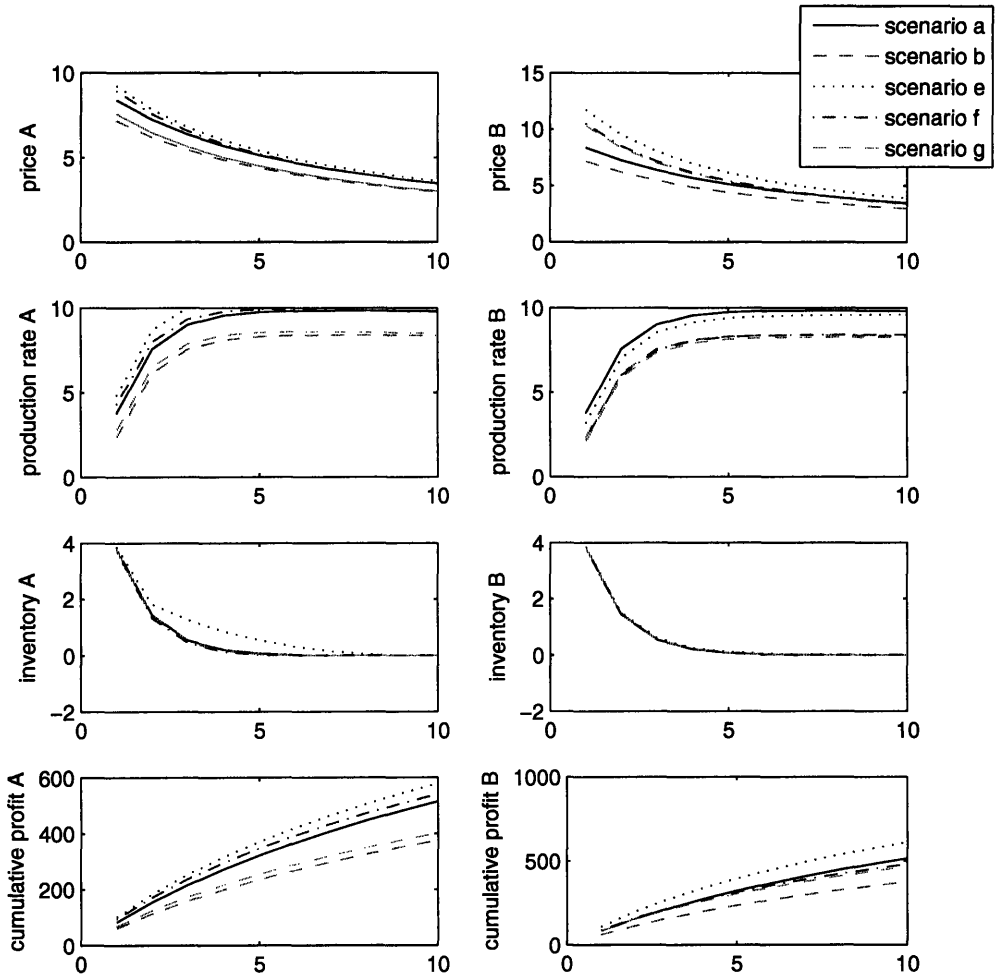 scenario a
scenario b
scenario e
scenario f
scenario g
10
5
0
0 5 10
price A
15
10
5
0
0 5 10
price B
10
5
0
0 5 10
production rate A
10
5
0
0 5 10
production rate B
4
2
0
−2
0 5 10
inventory A
4
2
0
−2
0 5 10
inventory B
600
400
200
0
0 5 10
cumulative profit A
1000
500
0
0 5 10
cumulative profit B